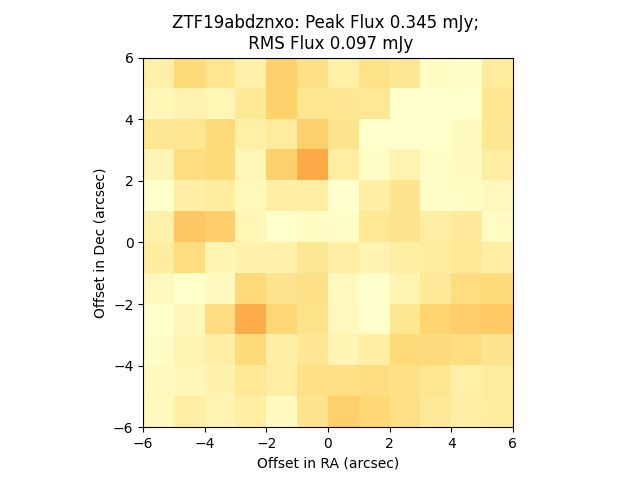 ZTF19abdznxo: Peak Flux 0.345 mJy;
RMS Flux 0.097 mJy
6
4
2
0
−2
−4
−6
Offset in Dec (arcsec)
−6 −4 −2 0 2 4 6
Offset in RA (arcsec)